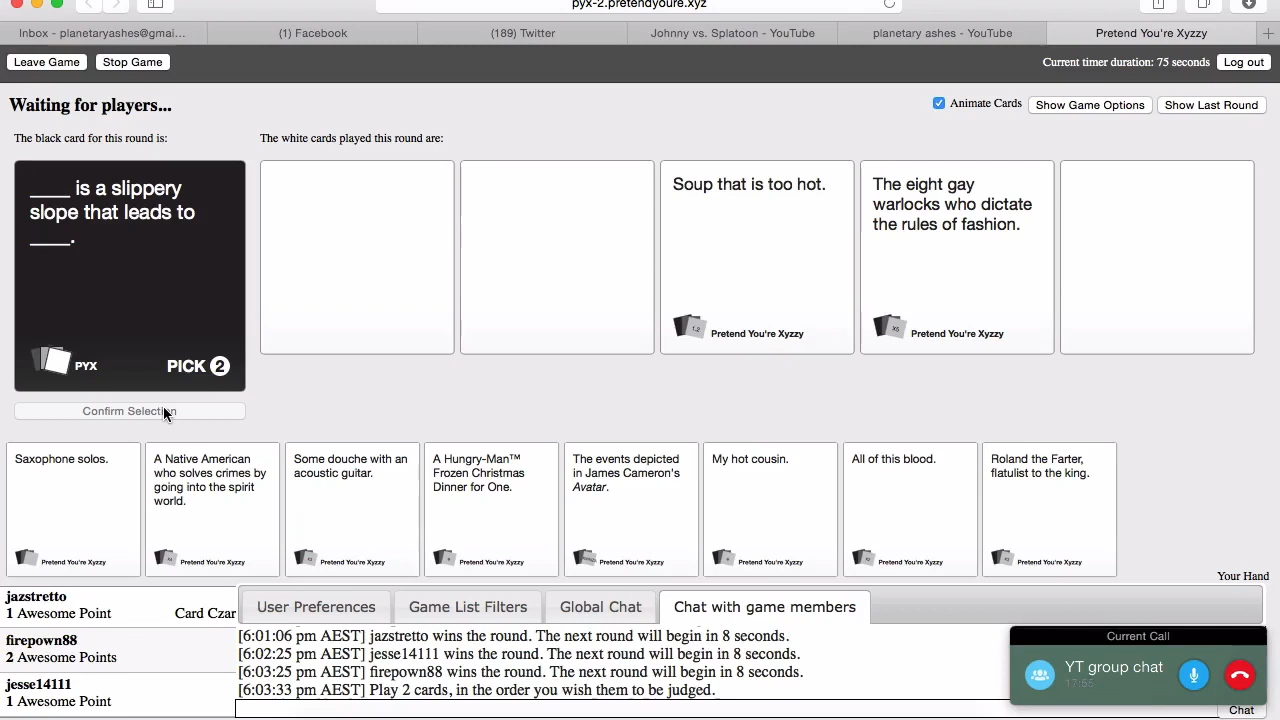 pyx-2.pretendyoure.xyz
Inbox - planetaryashes@gmai...
(1) Facebook
(189) Twitter
Johnny vs. Splatoon - YouTube
planetary ashes - YouTube
Pretend You're Xyzzy
Leave Game
Stop Game
Current timer duration: 75 seconds
Log out
Waiting for players...
Animate Cards
Show Game Options
Show Last Round
The black card for this round is:
The white cards played this round are:
____ is a slippery
slope that leads to
____.
PYX
PICK 2
Soup that is too hot.
1.2
Pretend You're Xyzzy
The eight gay
warlocks who dictate
the rules of fashion.
X5
Pretend You're Xyzzy
Confirm Selection
Saxophone solos.
Pretend You're Xyzzy
A Native American
who solves crimes by
going into the spirit
world.
Pretend You're Xyzzy
Some douche with an
acoustic guitar.
Pretend You're Xyzzy
A Hungry-Man™
Frozen Christmas
Dinner for One.
Pretend You're Xyzzy
The events depicted
in James Cameron's
Avatar.
Pretend You're Xyzzy
My hot cousin.
Pretend You're Xyzzy
All of this blood.
Pretend You're Xyzzy
Roland the Farter,
flatulist to the king.
Pretend You're Xyzzy
Your Hand
jazstretto
1 Awesome Point
Card Czar
firepown88
2 Awesome Points
jesse14111
1 Awesome Point
User Preferences
Game List Filters
Global Chat
Chat with game members
[6:01:06 pm AEST] jazstretto wins the round. The next round will begin in 8 seconds.
[6:02:25 pm AEST] jesse14111 wins the round. The next round will begin in 8 seconds.
[6:03:25 pm AEST] firepown88 wins the round. The next round will begin in 8 seconds.
[6:03:33 pm AEST] Play 2 cards, in the order you wish them to be judged.
Current Call
YT group chat
17:55
Chat